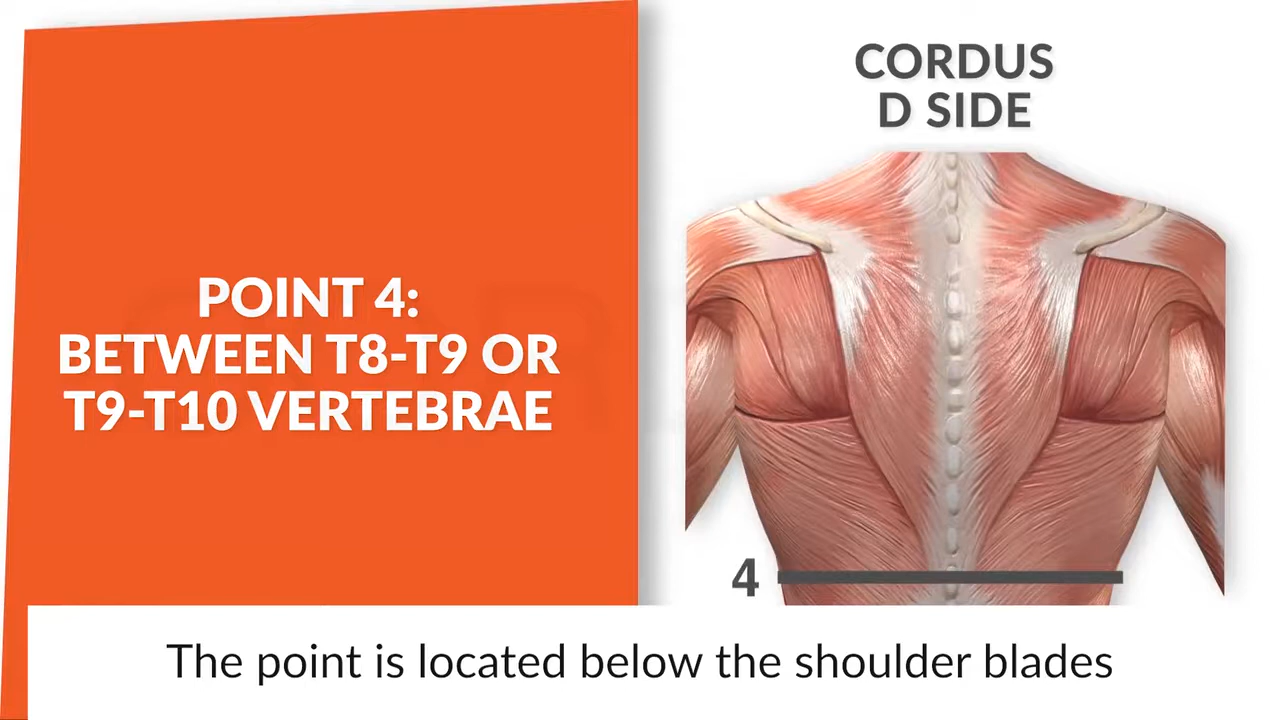 POINT 4:
BETWEEN T8-T9 OR
T9-T10 VERTEBRAE
CORDUS
D SIDE
4
The point is located below the shoulder blades